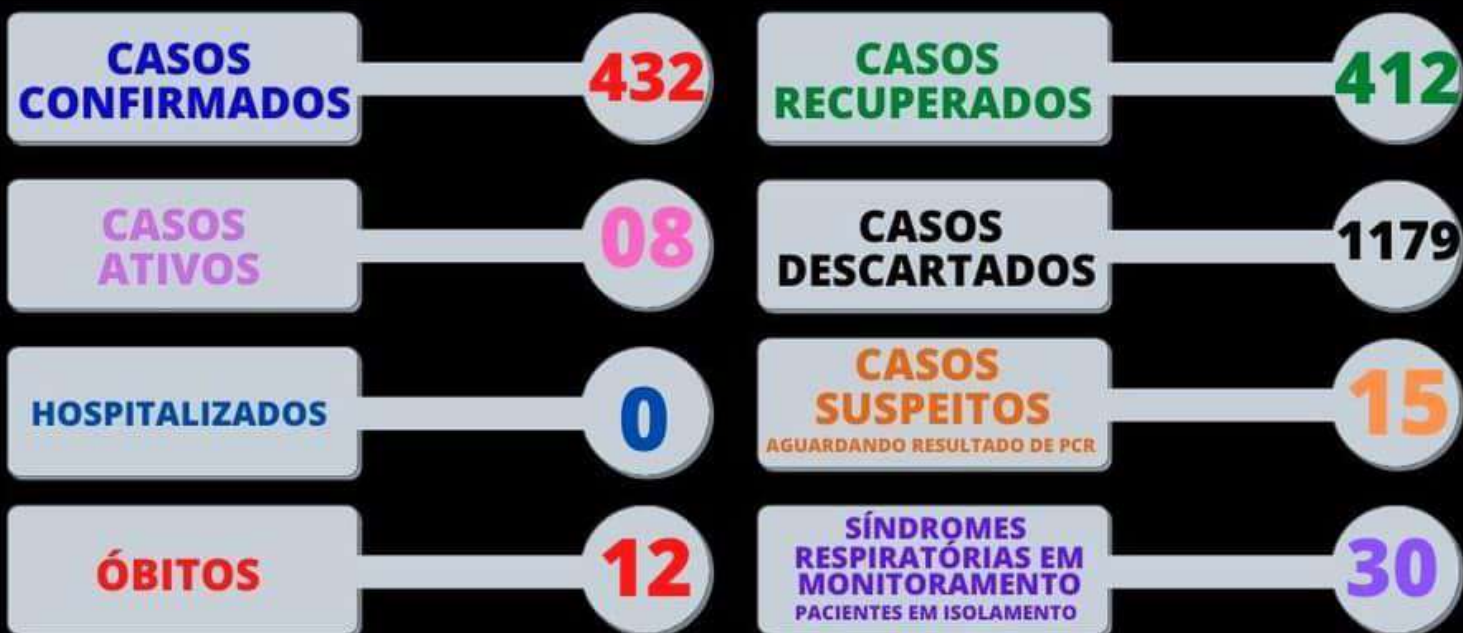 CASOS
CONFIRMADOS
432
CASOS
RECUPERADOS
412
CASOS
ATIVOS
08
CASOS
DESCARTADOS
1179
HOSPITALIZADOS
0
CASOS
SUSPEITOS
AGUARDANDO RESULTADO DE PCR
15
ÓBITOS
12
SÍNDROMES
RESPIRATÓRIAS EM
MONITORAMENTO
PACIENTES EM ISOLAMENTO
30